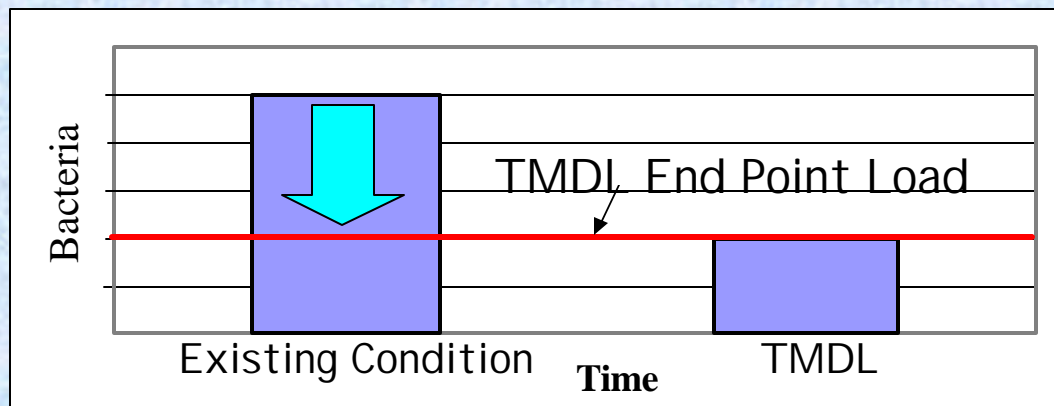 Bacteria
TMDL End Point Load
Existing Condition
TMDL
Time